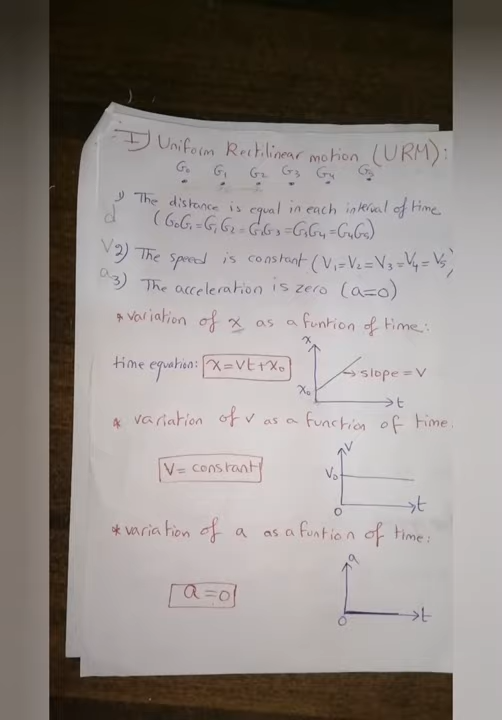 I) Uniform Rectilinear motion (URM):
G₀ G₁ G₂ G₃ G₄ G₅
d 1) The distance is equal in each interval of time
(G₀G₁=G₁G₂=G₂G₃=G₃G₄=G₄G₅)
V 2) The speed is constant (V₁=V₂=V₃=V₄=V₅)
a 3) The acceleration is zero (a=0)
* variation of x as a funtion of time:
x
time equation: x=Vt+x₀
slope=V
x₀
t
* variation of v as a function of time.
V
V= constant
V₀
0
t
* variation of a as a funtion of time:
a
a=0
0
t